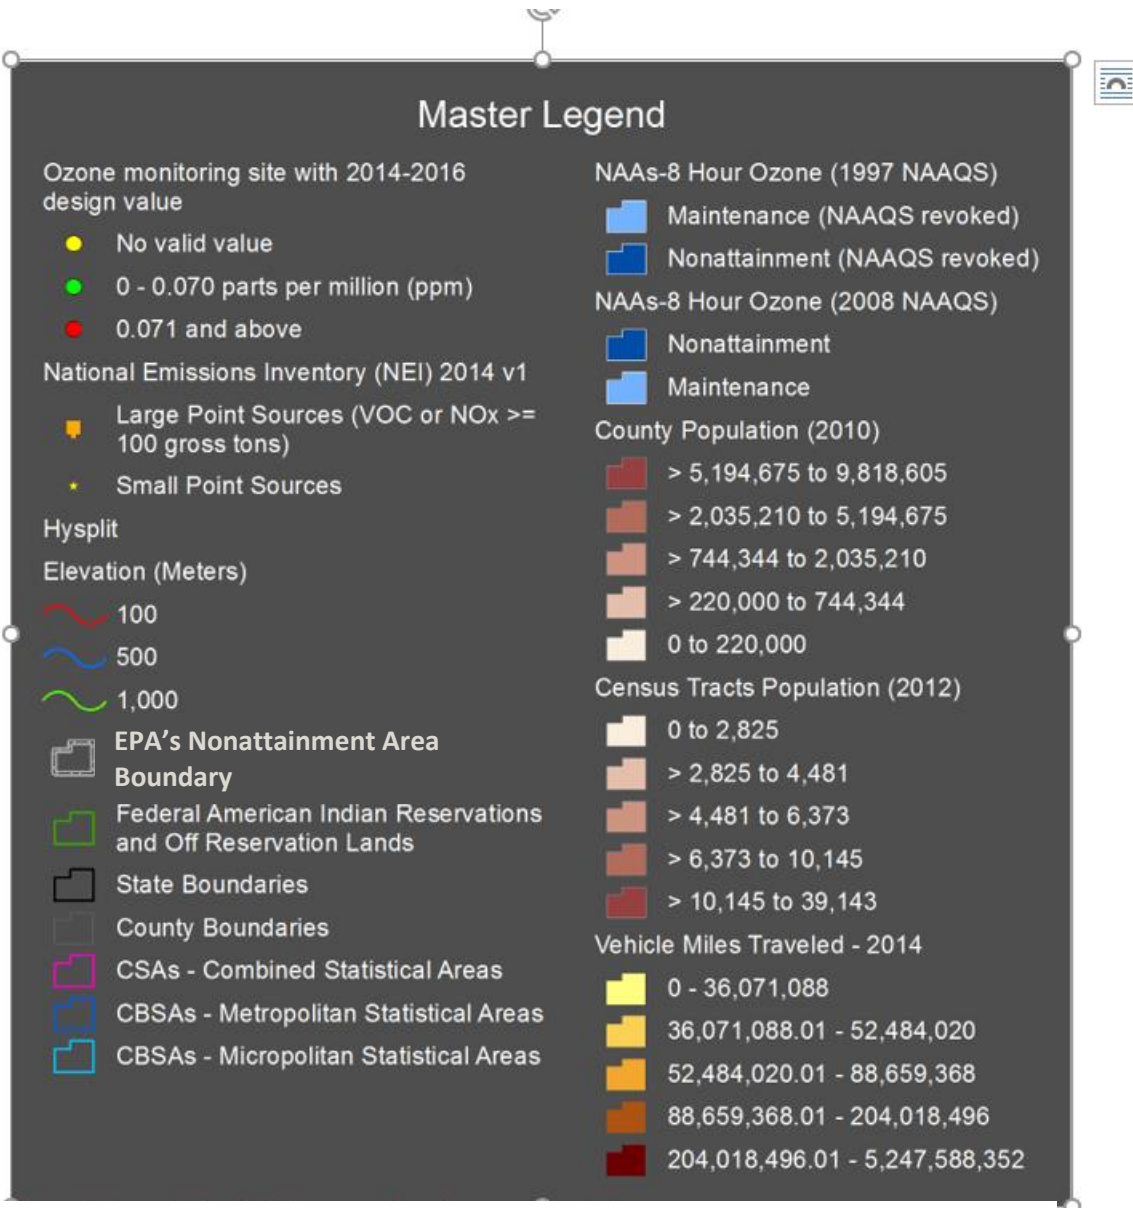 Master Legend
Ozone monitoring site with 2014-2016
design value
No valid value
0 - 0.070 parts per million (ppm)
0.071 and above
National Emissions Inventory (NEI) 2014 v1
Large Point Sources (VOC or NOx >=
100 gross tons)
Small Point Sources
Hysplit
Elevation (Meters)
100
500
1,000
EPA’s Nonattainment Area
Boundary
Federal American Indian Reservations
and Off Reservation Lands
State Boundaries
County Boundaries
CSAs - Combined Statistical Areas
CBSAs - Metropolitan Statistical Areas
CBSAs - Micropolitan Statistical Areas
NAAs-8 Hour Ozone (1997 NAAQS)
Maintenance (NAAQS revoked)
Nonattainment (NAAQS revoked)
NAAs-8 Hour Ozone (2008 NAAQS)
Nonattainment
Maintenance
County Population (2010)
> 5,194,675 to 9,818,605
> 2,035,210 to 5,194,675
> 744,344 to 2,035,210
> 220,000 to 744,344
0 to 220,000
Census Tracts Population (2012)
0 to 2,825
> 2,825 to 4,481
> 4,481 to 6,373
> 6,373 to 10,145
> 10,145 to 39,143
Vehicle Miles Traveled - 2014
0 - 36,071,088
36,071,088.01 - 52,484,020
52,484,020.01 - 88,659,368
88,659,368.01 - 204,018,496
204,018,496.01 - 5,247,588,352